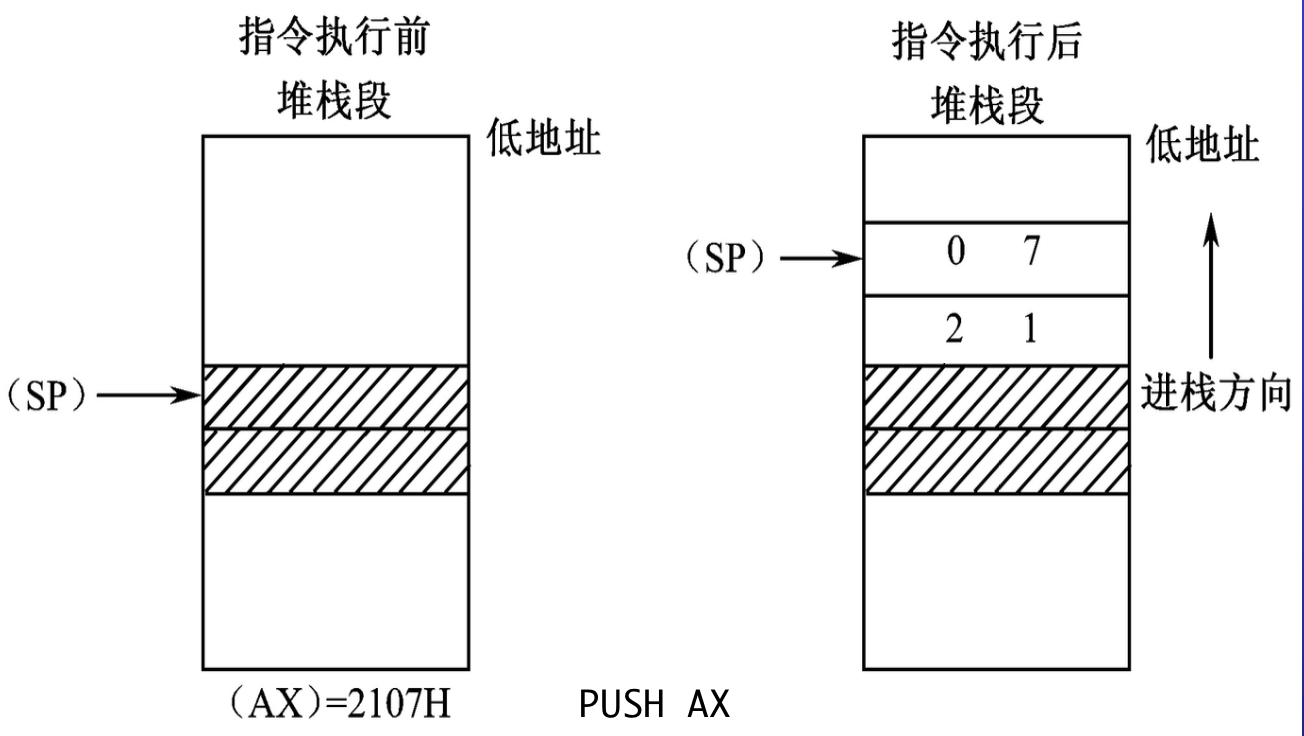 指令执行前
堆栈段
低地址
（SP）
（AX）=2107H
PUSH AX
指令执行后
堆栈段
低地址
（SP）
0 7
2 1
进栈方向